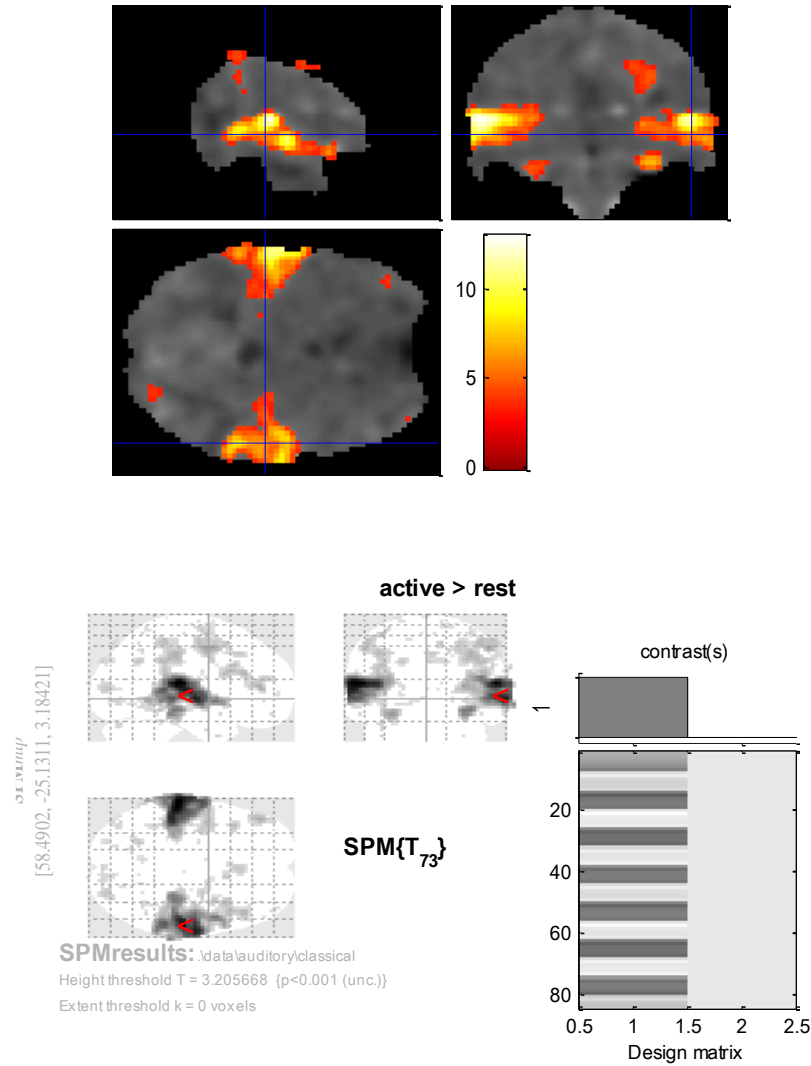 10
5
0
active > rest
contrast(s)
1
[58.4902, -25.1311, 3.18421]
20
40
60
80
SPM{T73}
SPMresults: .\data\auditory\classical
Height threshold T = 3.205668 {p<0.001 (unc.)}
Extent threshold k = 0 voxels
0.5 1 1.5 2 2.5
Design matrix
<
<
<